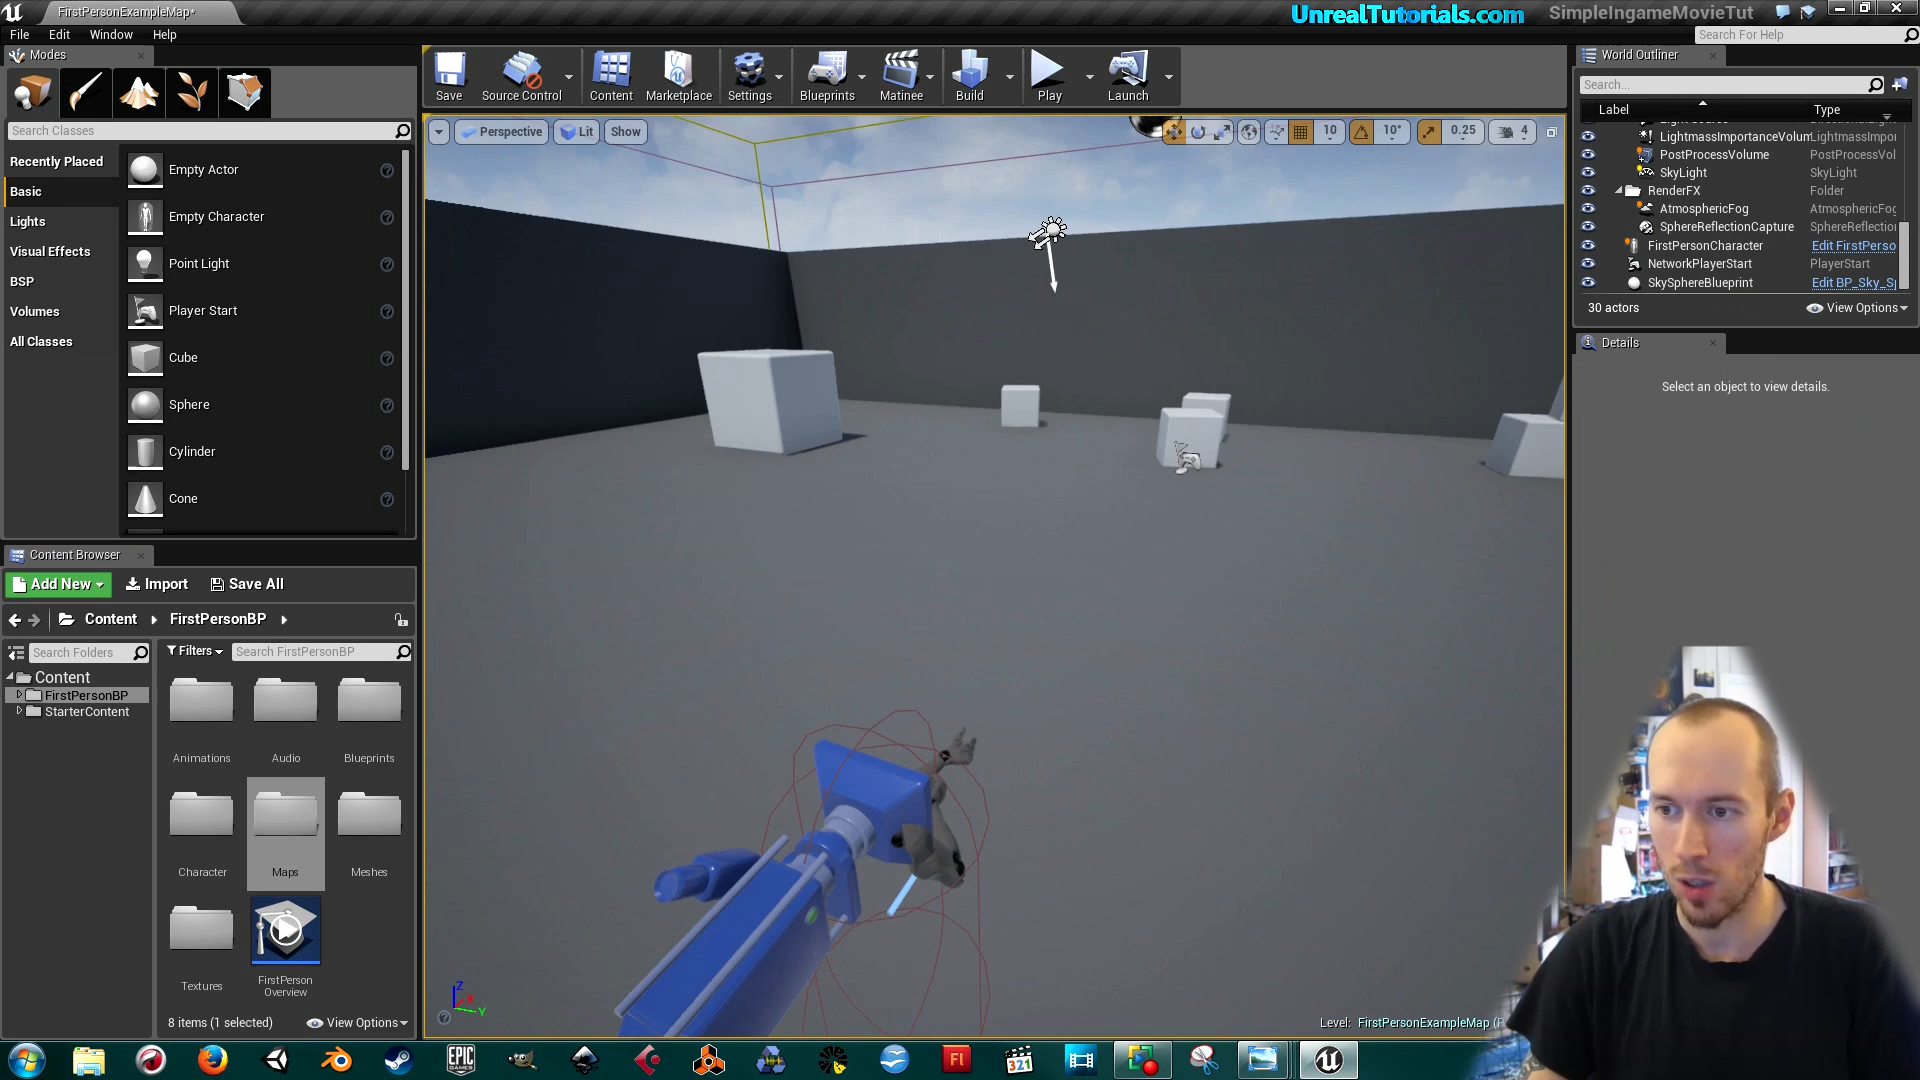 FirstPersonExampleMap*
UnrealTutorials.com
SimpleIngameMovieTut
File Edit Window Help
Search For Help
Modes
Search Classes
Recently Placed
Basic
Lights
Visual Effects
BSP
Volumes
All Classes
Empty Actor
Empty Character
Point Light
Player Start
Cube
Sphere
Cylinder
Cone
Save
Source Control
Content
Marketplace
Settings
Blueprints
Matinee
Build
Play
Launch
Perspective Lit Show
10 10° 0.25 4
World Outliner
Search...
Label Type
LightmassImportanceVolum LightmassImpor
PostProcessVolume PostProcessVol
SkyLight SkyLight
RenderFX Folder
AtmosphericFog AtmosphericFog
SphereReflectionCapture SphereReflection
FirstPersonCharacter Edit FirstPerso
NetworkPlayerStart PlayerStart
SkySphereBlueprint Edit BP_Sky_Sp
30 actors View Options
Details
Select an object to view details.
Content Browser
Add New Import Save All
Content FirstPersonBP
Search Folders
Content
FirstPersonBP
StarterContent
Filters Search FirstPersonBP
Animations Audio Blueprints
Character Maps Meshes
Textures FirstPerson
Overview
8 items (1 selected) View Options
Z
X
Y
Level: FirstPersonExampleMap (
EPIC
GAMES
Fl
321